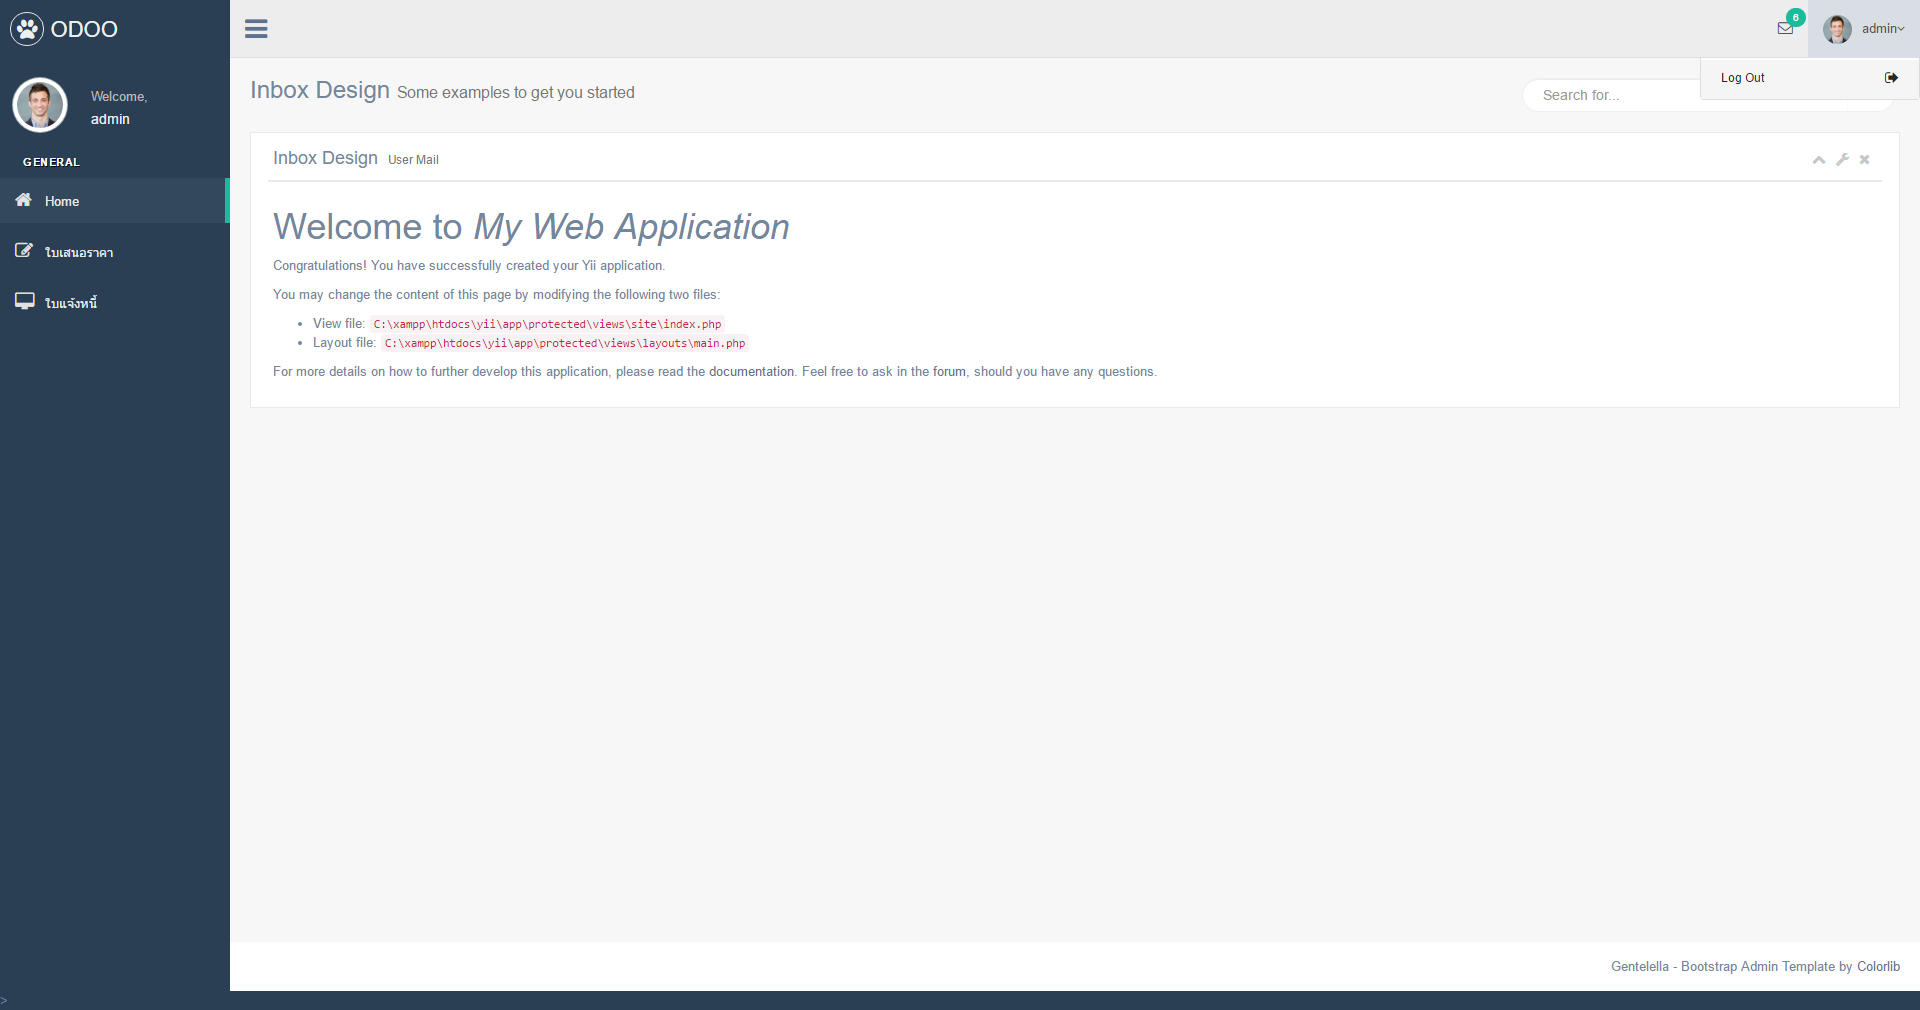 ODOO
6
admin
Log Out
Welcome,
admin
GENERAL
Home
ใบเสนอราคา
ใบแจ้งหนี้
Inbox Design Some examples to get you started
Search for...
Inbox Design User Mail
Welcome to My Web Application
Congratulations! You have successfully created your Yii application.
You may change the content of this page by modifying the following two files:
• View file: C:\xampp\htdocs\yii\app\protected\views\site\index.php
• Layout file: C:\xampp\htdocs\yii\app\protected\views\layouts\main.php
For more details on how to further develop this application, please read the documentation. Feel free to ask in the forum, should you have any questions.
Gentelella - Bootstrap Admin Template by Colorlib
>